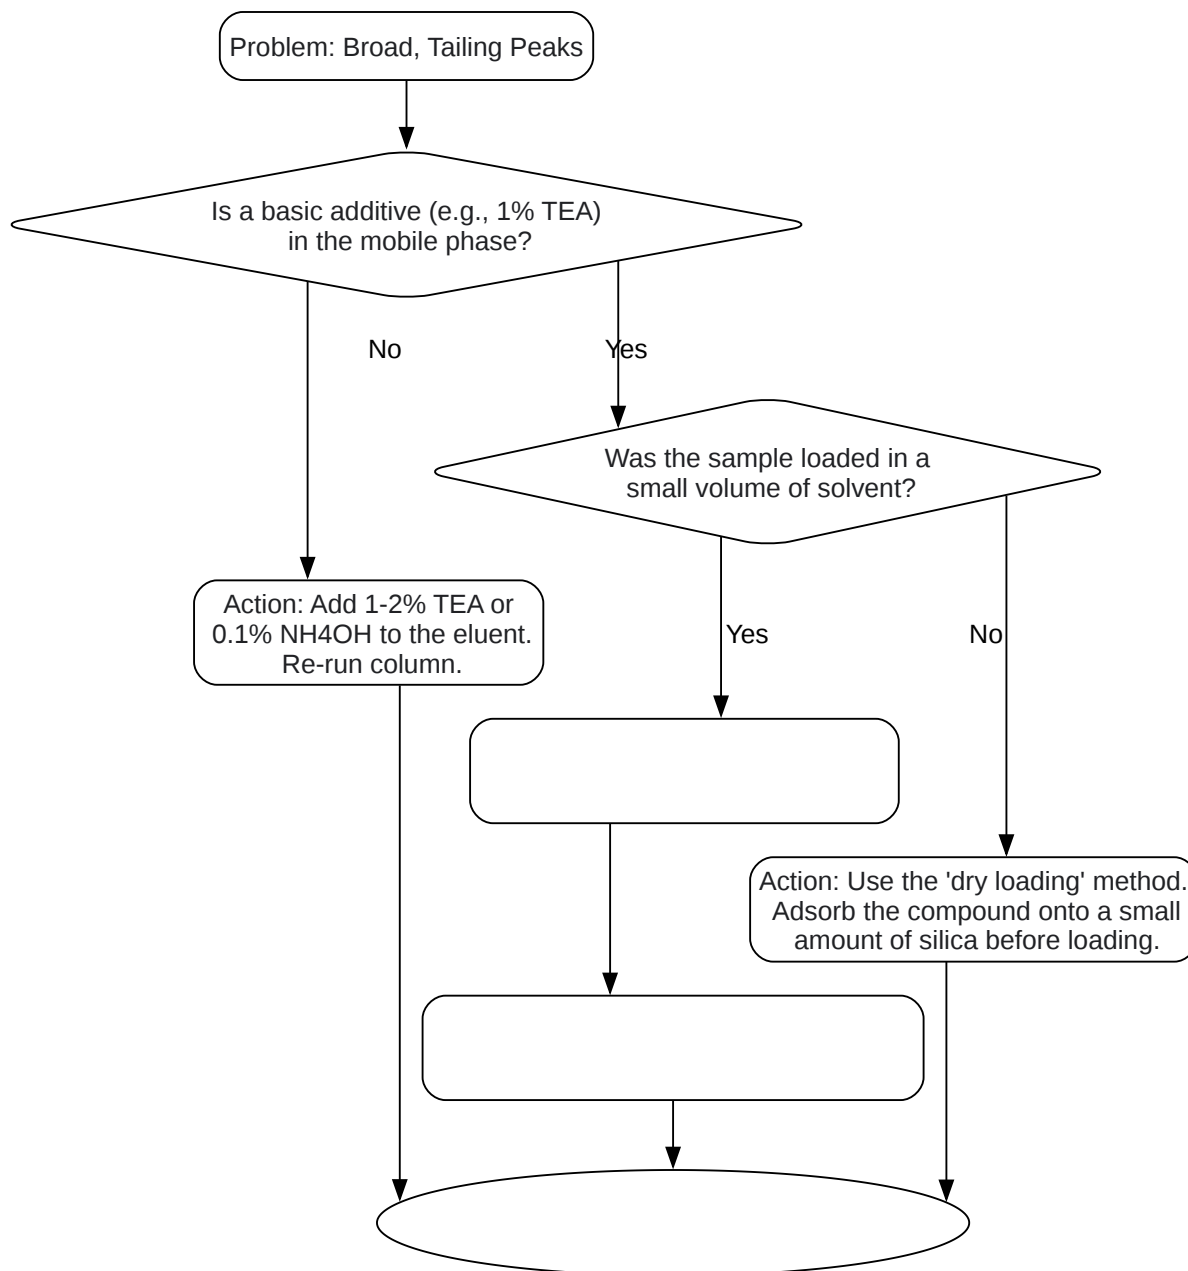 Problem: Broad, Tailing Peaks
Is a basic additive (e.g., 1% TEA)
in the mobile phase?
No
Yes
Was the sample loaded in a
small volume of solvent?
Action: Add 1-2% TEA or
0.1% NH4OH to the eluent.
Re-run column.
Yes
No
Action: Use the 'dry loading' method.
Adsorb the compound onto a small
amount of silica before loading.